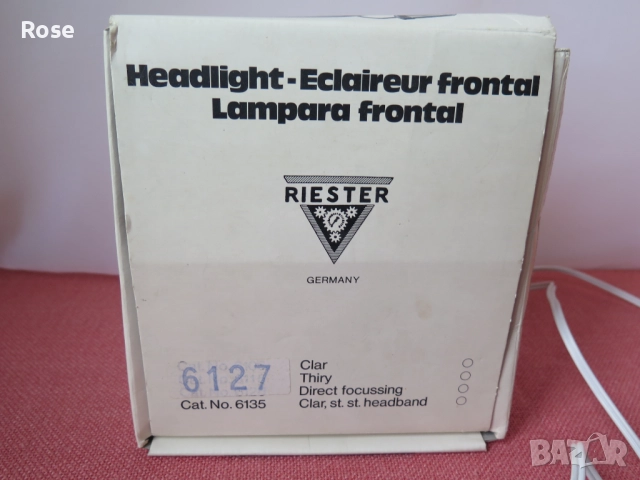 Rose
Headlight-Eclaireur frontal
Lampara frontal
RIESTER
GERMANY
6127
Cat. No. 6135
Clar
Thiry
Direct focussing
Clar, st. st. headband
BAZAR